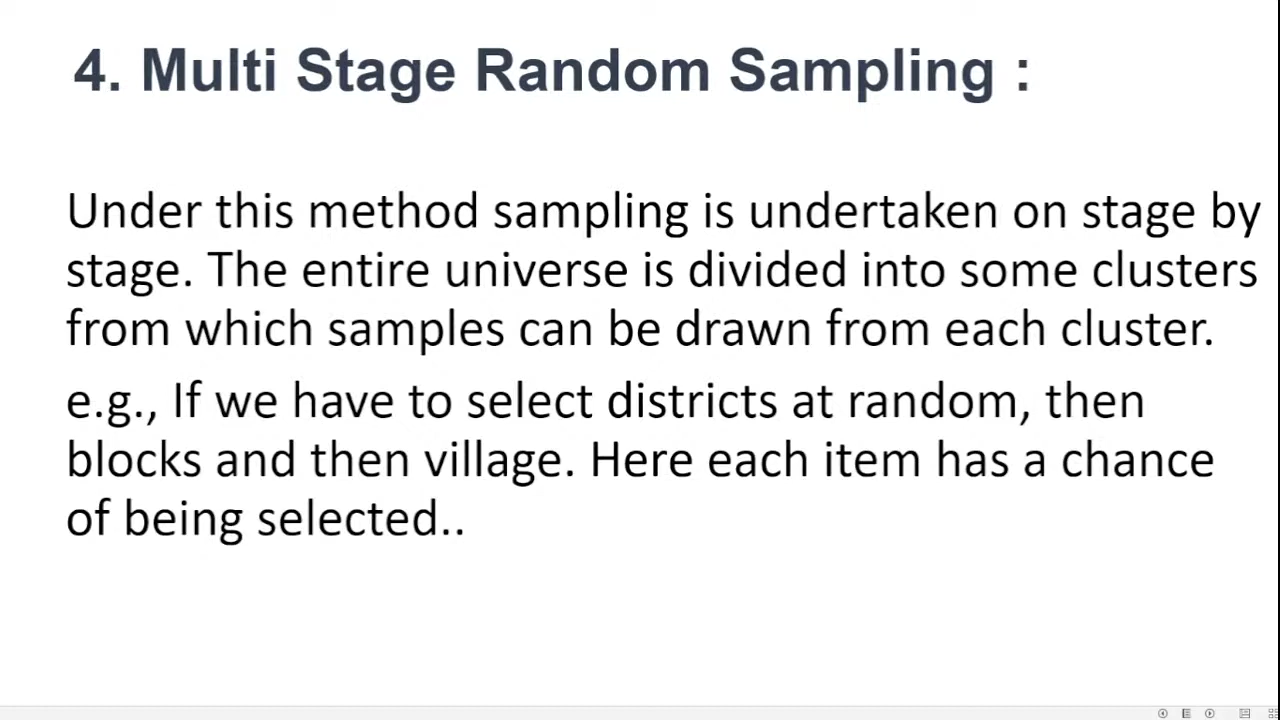 4. Multi Stage Random Sampling :
Under this method sampling is undertaken on stage by
stage. The entire universe is divided into some clusters
from which samples can be drawn from each cluster.
e.g., If we have to select districts at random, then
blocks and then village. Here each item has a chance
of being selected..